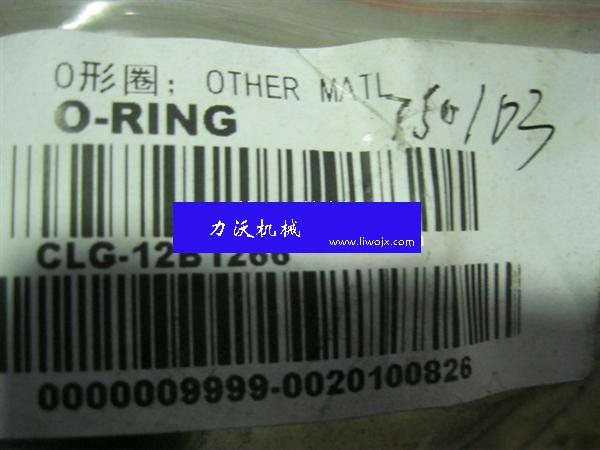 O形圈; OTHER MATL
750103
O-RING
力沃机械
www.liwojx.com
CLG-12B1266
0000009999-0020100826